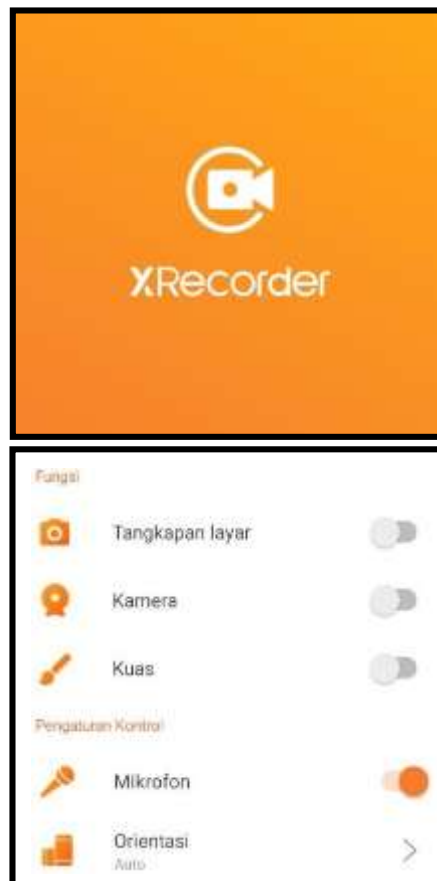 XRecorder
Fungsi
Tangkapan layar
Kamera
Kuas
Pengaturan Kontrol
Mikrofon
Orientasi
Auto